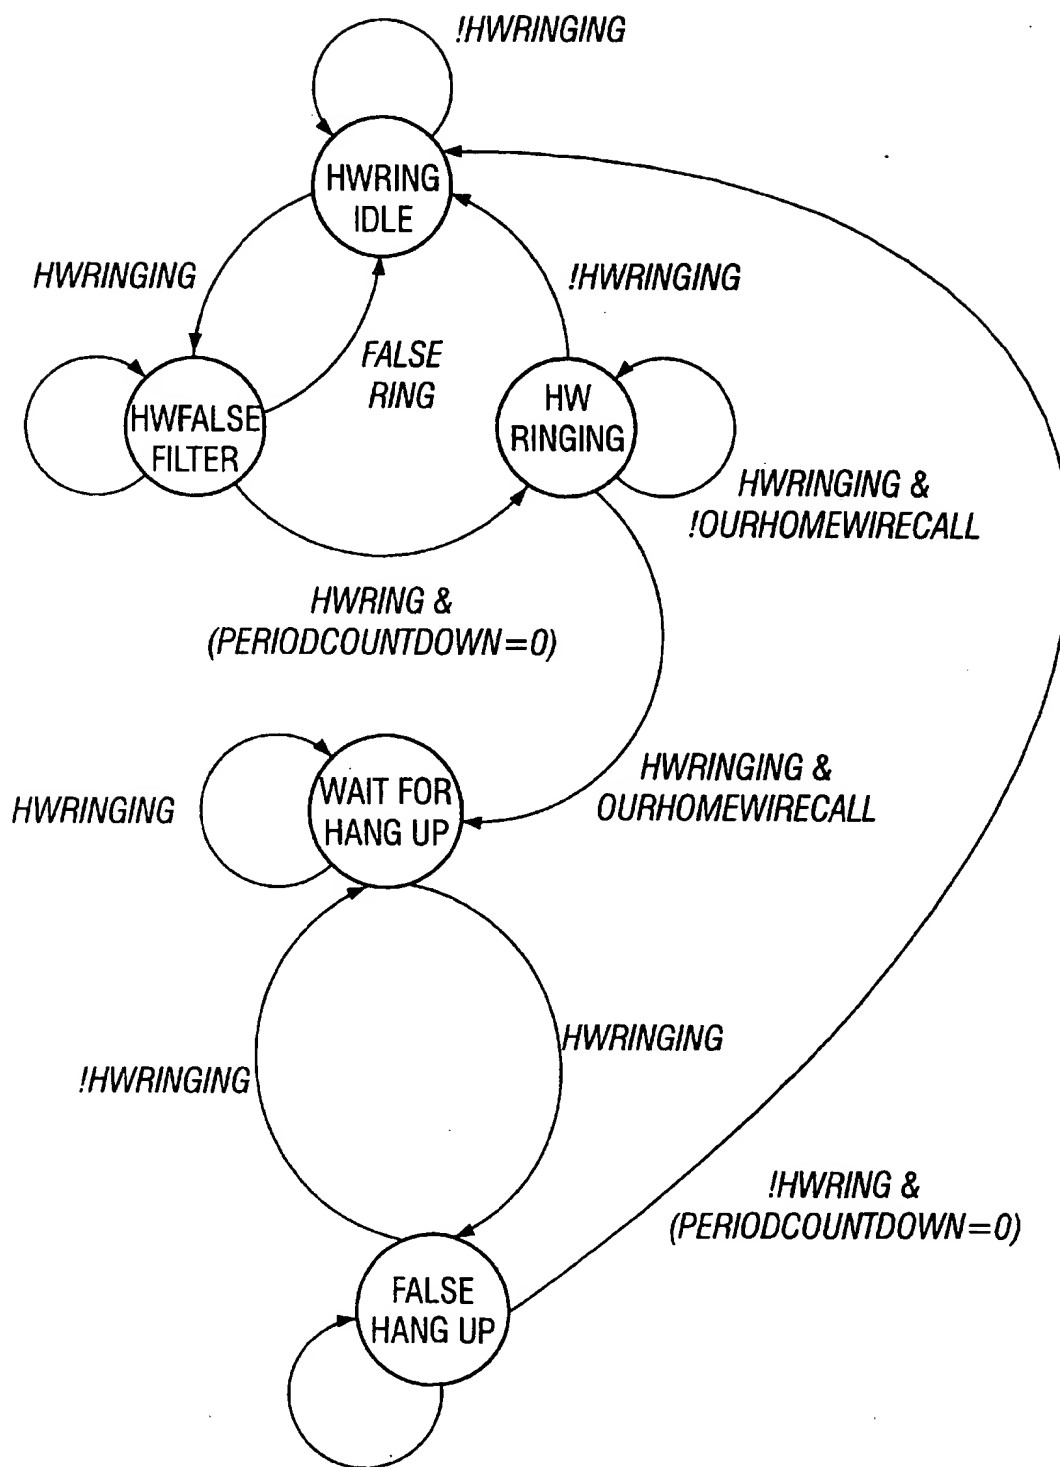 !HWRINGING
HWRING
IDLE
HWRINGING
!HWRINGING
FALSE
RING
HWFALSE
FILTER
HW
RINGING
HWRINGING &
!OURHOMEWIRECALL
HWRING &
(PERIODCOUNTDOWN=0)
HWRINGING &
OURHOMEWIRECALL
WAIT FOR
HANG UP
HWRINGING
HWRINGING
!HWRINGING
!HWRING &
(PERIODCOUNTDOWN=0)
FALSE
HANG UP